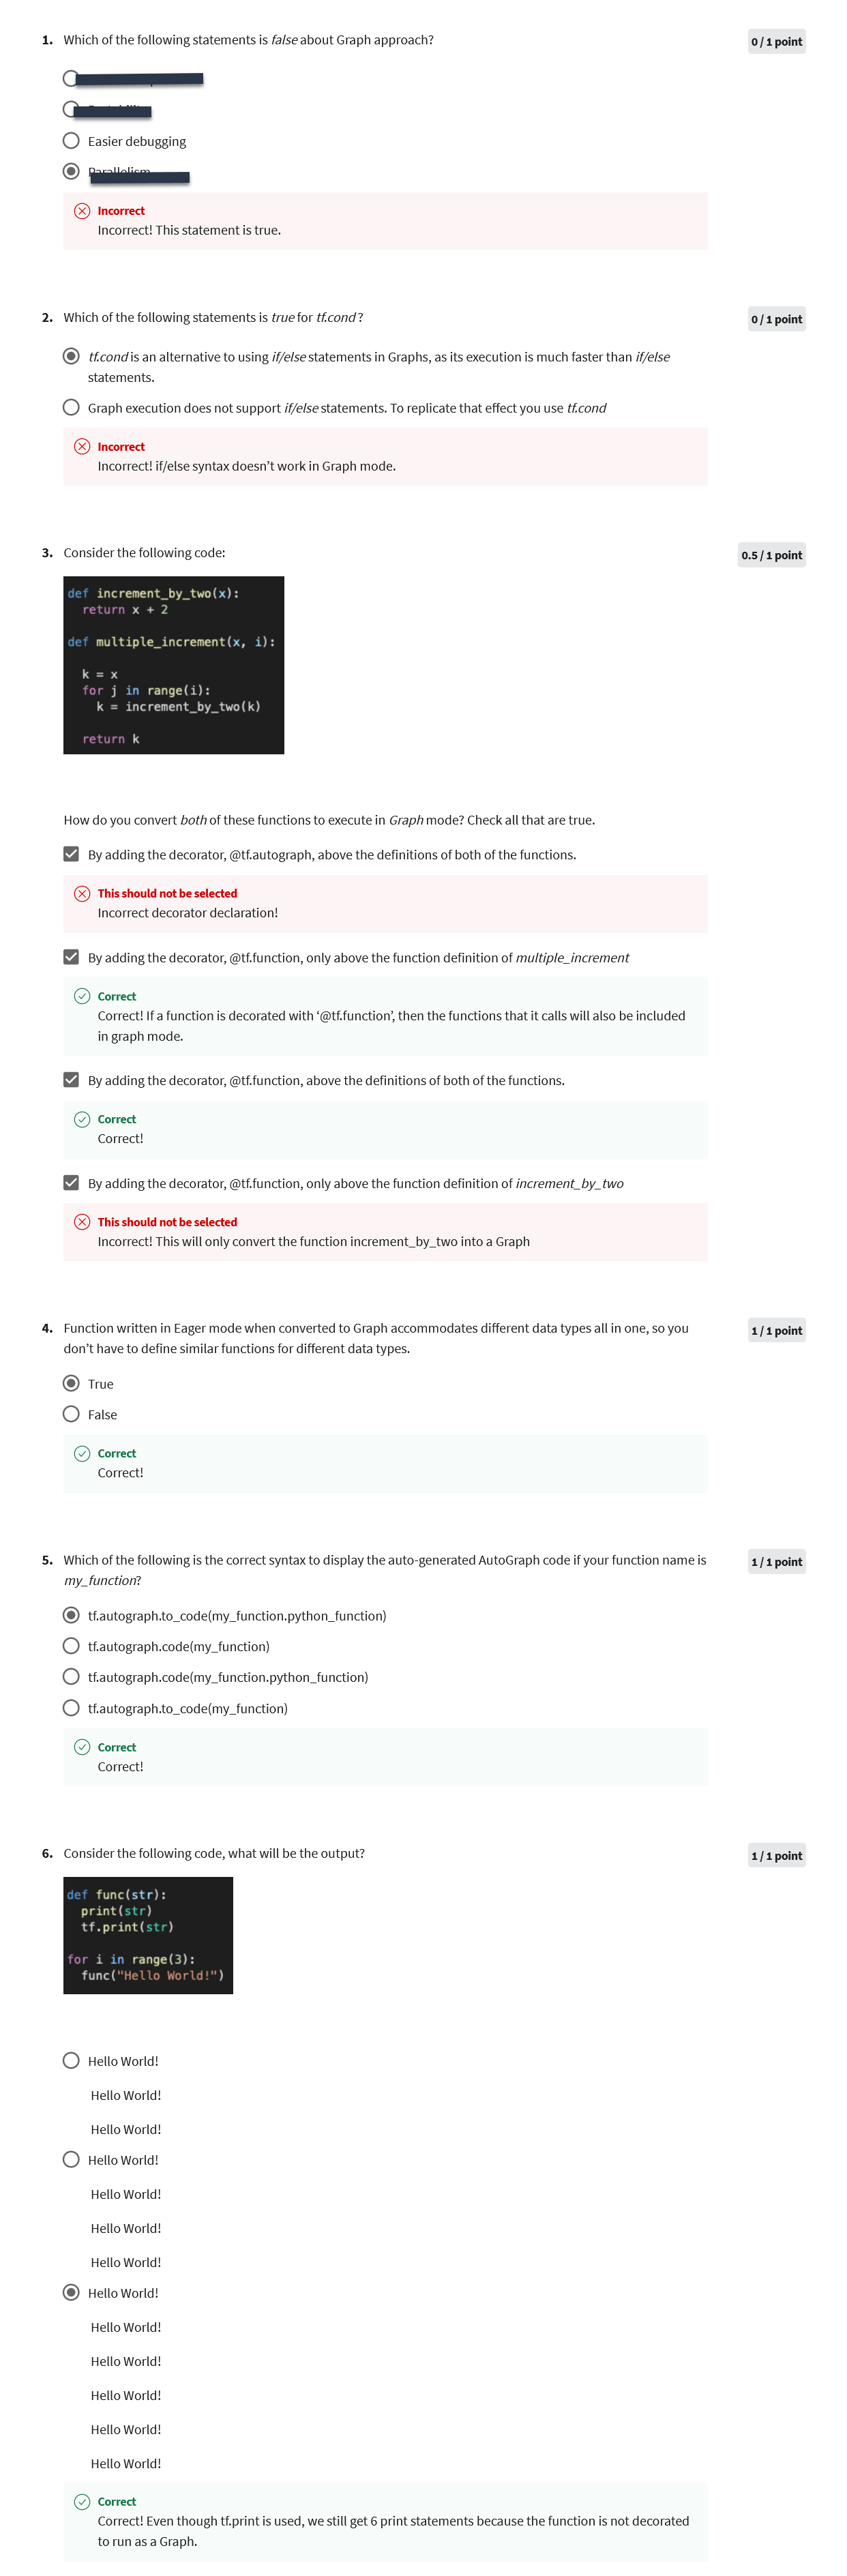 1. Which of the following statements is false about Graph approach?
0 / 1 point
Easier debugging
Parallelism
Incorrect
Incorrect! This statement is true.
2. Which of the following statements is true for tf.cond ?
0 / 1 point
tf.cond is an alternative to using if/else statements in Graphs, as its execution is much faster than if/else
statements.
Graph execution does not support if/else statements. To replicate that effect you use tf.cond
Incorrect
Incorrect! if/else syntax doesn’t work in Graph mode.
3. Consider the following code:
0.5 / 1 point
def increment_by_two(x):
return x + 2
def multiple_increment(x, i):
k = x
for j in range(i):
k = increment_by_two(k)
return k
How do you convert both of these functions to execute in Graph mode? Check all that are true.
By adding the decorator, @tf.autograph, above the definitions of both of the functions.
This should not be selected
Incorrect decorator declaration!
By adding the decorator, @tf.function, only above the function definition of multiple_increment
Correct
Correct! If a function is decorated with ‘@tf.function’, then the functions that it calls will also be included
in graph mode.
By adding the decorator, @tf.function, above the definitions of both of the functions.
Correct
Correct!
By adding the decorator, @tf.function, only above the function definition of increment_by_two
This should not be selected
Incorrect! This will only convert the function increment_by_two into a Graph
4. Function written in Eager mode when converted to Graph accommodates different data types all in one, so you
don’t have to define similar functions for different data types.
1 / 1 point
True
False
Correct
Correct!
5. Which of the following is the correct syntax to display the auto-generated AutoGraph code if your function name is
my_function?
1 / 1 point
tf.autograph.to_code(my_function.python_function)
tf.autograph.code(my_function)
tf.autograph.code(my_function.python_function)
tf.autograph.to_code(my_function)
Correct
Correct!
6. Consider the following code, what will be the output?
1 / 1 point
def func(str):
print(str)
tf.print(str)
for i in range(3):
func("Hello World!")
Hello World!
Hello World!
Hello World!
Hello World!
Hello World!
Hello World!
Hello World!
Hello World!
Hello World!
Hello World!
Hello World!
Hello World!
Hello World!
Correct
Correct! Even though tf.print is used, we still get 6 print statements because the function is not decorated
to run as a Graph.